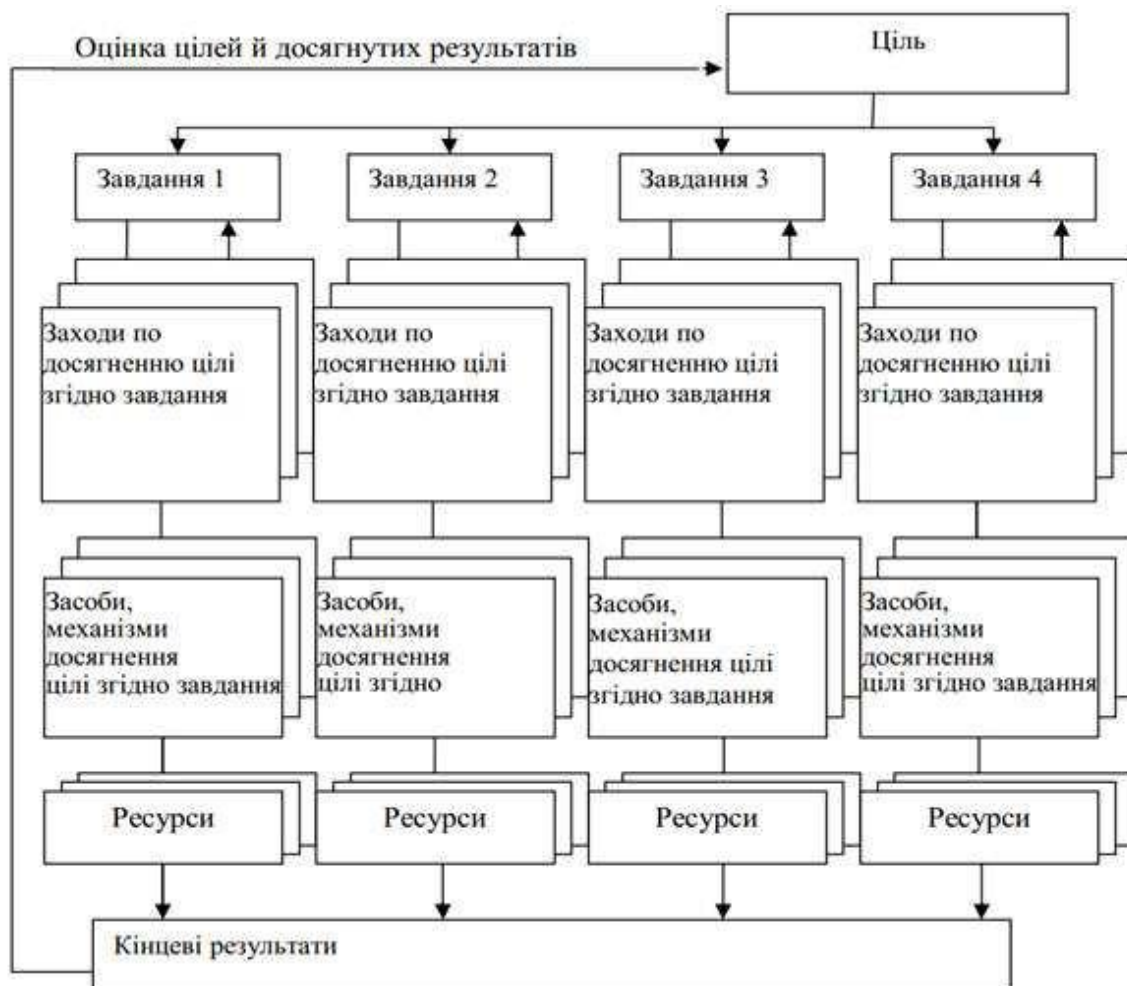 Оцінка цілей й досягнутих результатів
Ціль
Завдання 1
Завдання 2
Завдання 3
Завдання 4
Заходи по
досягненню цілі
згідно завдання
Заходи по
досягненню цілі
згідно завдання
Заходи по
досягненню цілі
згідно завдання
Заходи по
досягненню цілі
згідно завдання
Засоби,
механізми
досягнення
цілі згідно завдання
Засоби,
механізми
досягнення
цілі згідно
Засоби,
механізми
досягнення цілі
згідно завдання
Засоби,
механізми
досягнення
цілі згідно завдання
Ресурси
Ресурси
Ресурси
Ресурси
Кінцеві результати